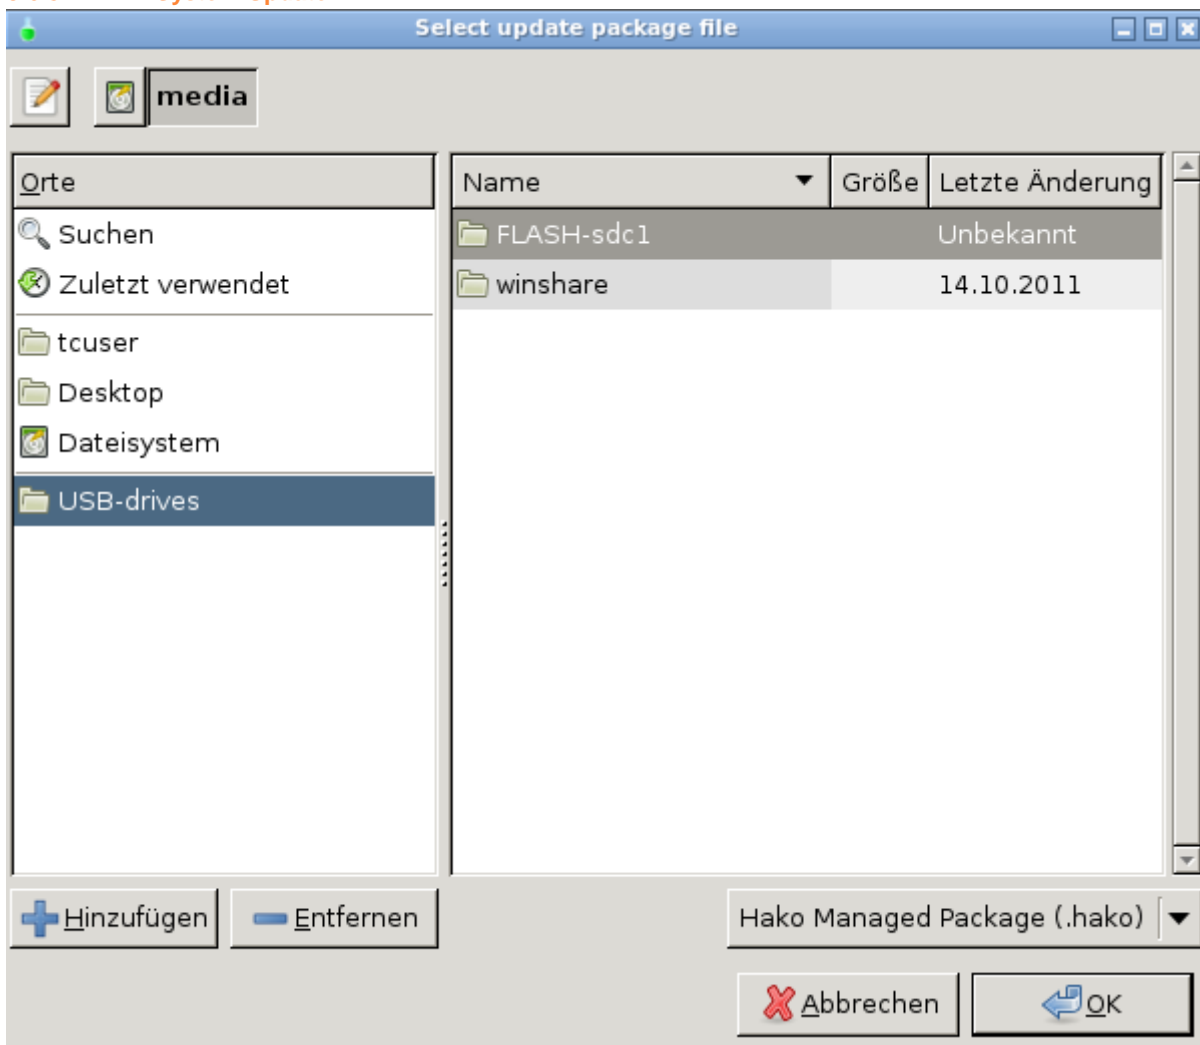 Select update package file
media
Orte
Suchen
Zuletzt verwendet
tcuser
Desktop
Dateisystem
USB-drives
Name Größe Letzte Änderung
FLASH-sdc1 Unbekannt
winshare 14.10.2011
Hinzufügen Entfernen
Hako Managed Package (.hako)
Abbrechen OK